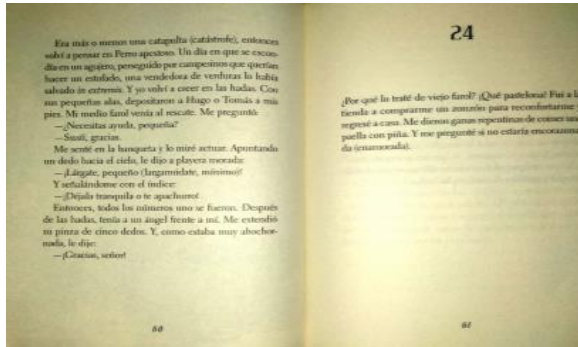 Era más o menos una catapulta (catástrofe), entonces
volví a pensar en Perro apestoso. Un día en que se escon-
día en un agujero, perseguido por campesinos que querían
hacer un estofado, una vendedora de verduras lo había
salvado in extremis. Y yo volví a creer en las hadas. Con
sus pequeñas alas, depositaron a Hugo o Tomás a mis
pies. Mi medio farol venía al rescate. Me preguntó:
—¿Necesitas ayuda, pequeña?
—Ssssí, gracias.
Me senté en la banqueta y lo miré actuar. Apuntando
un dedo hacia el cielo, le dijo a playera morada:
—¡Lárgate, pequeño (largamidate, mínimo)!
Y señalándome con el índice:
—¡Déjala tranquila o te apachurro!
Entonces, todos los números uno se fueron. Después
de las hadas, tenía a un ángel frente a mí. Me extendió
su pinza de cinco dedos. Y, como estaba muy abochor-
nada, le dije:
—¡Gracias, señor!
60
24
¿Por qué lo traté de viejo farol? ¡Qué pastelona! Fui a la
tienda a comprarme un zonzón para reconfortarme
regresé a casa. Me dieron ganas repentinas de comer una
paella con piña. Y me pregunté si no estaría encorazona-
da (enamorada).
61